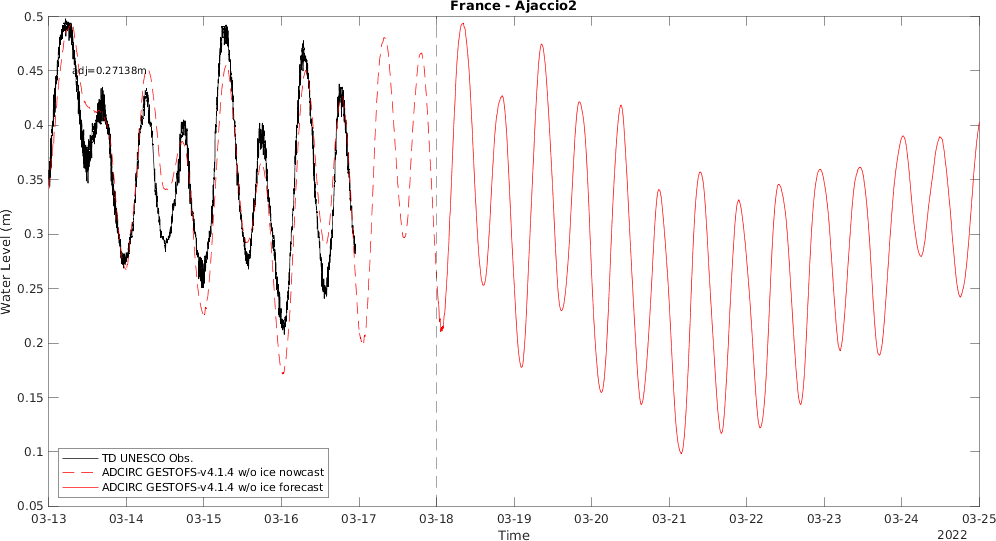 France - Ajaccio2
0.5
0.45
0.4
0.35
0.3
0.25
0.2
0.15
0.1
0.05
Water Level (m)
adj=0.27138m
TD UNESCO Obs.
ADCIRC GESTOFS-v4.1.4 w/o ice nowcast
ADCIRC GESTOFS-v4.1.4 w/o ice forecast
03-13 03-14 03-15 03-16 03-17 03-18 03-19 03-20 03-21 03-22 03-23 03-24 03-25
Time
2022